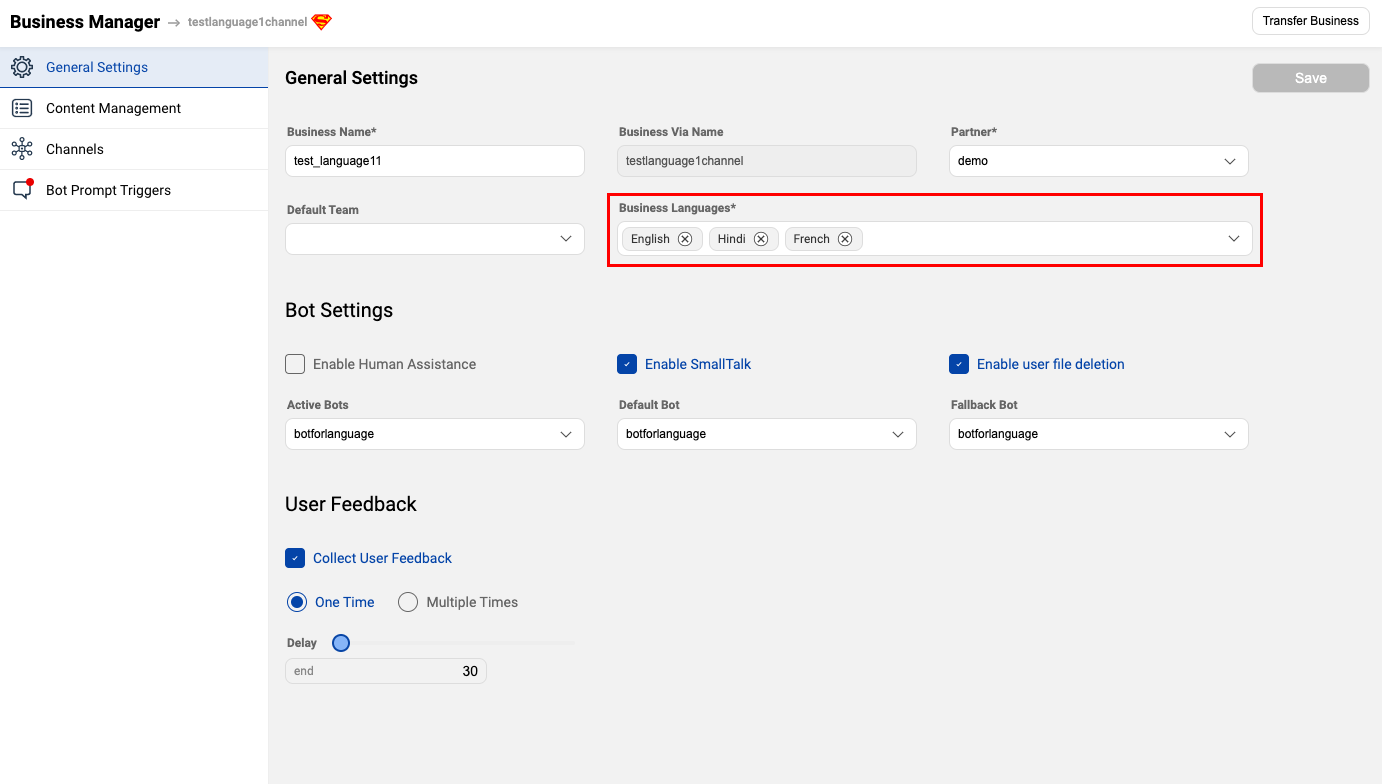 Business Manager → testlanguage1channel
Transfer Business
General Settings
Content Management
Channels
Bot Prompt Triggers
General Settings
Save
Business Name*
Business Via Name
Partner*
test_language11
testlanguage1channel
demo
Default Team
Business Languages*
English
Hindi
French
Bot Settings
Enable Human Assistance
Enable SmallTalk
Enable user file deletion
Active Bots
Default Bot
Fallback Bot
botforlanguage
botforlanguage
botforlanguage
User Feedback
Collect User Feedback
One Time
Multiple Times
Delay
end 30